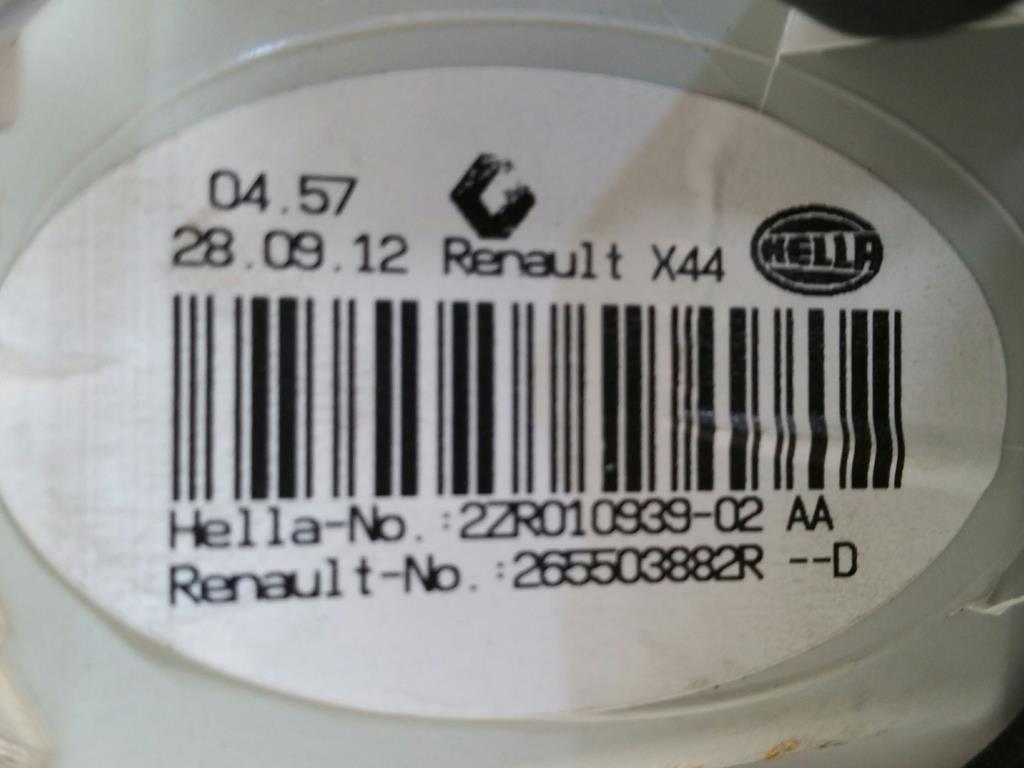 04.57
28.09.12 Renault X44 HELLA
Hella-No.:2ZR010939-02 AA
Renault-No.:265503882R --D